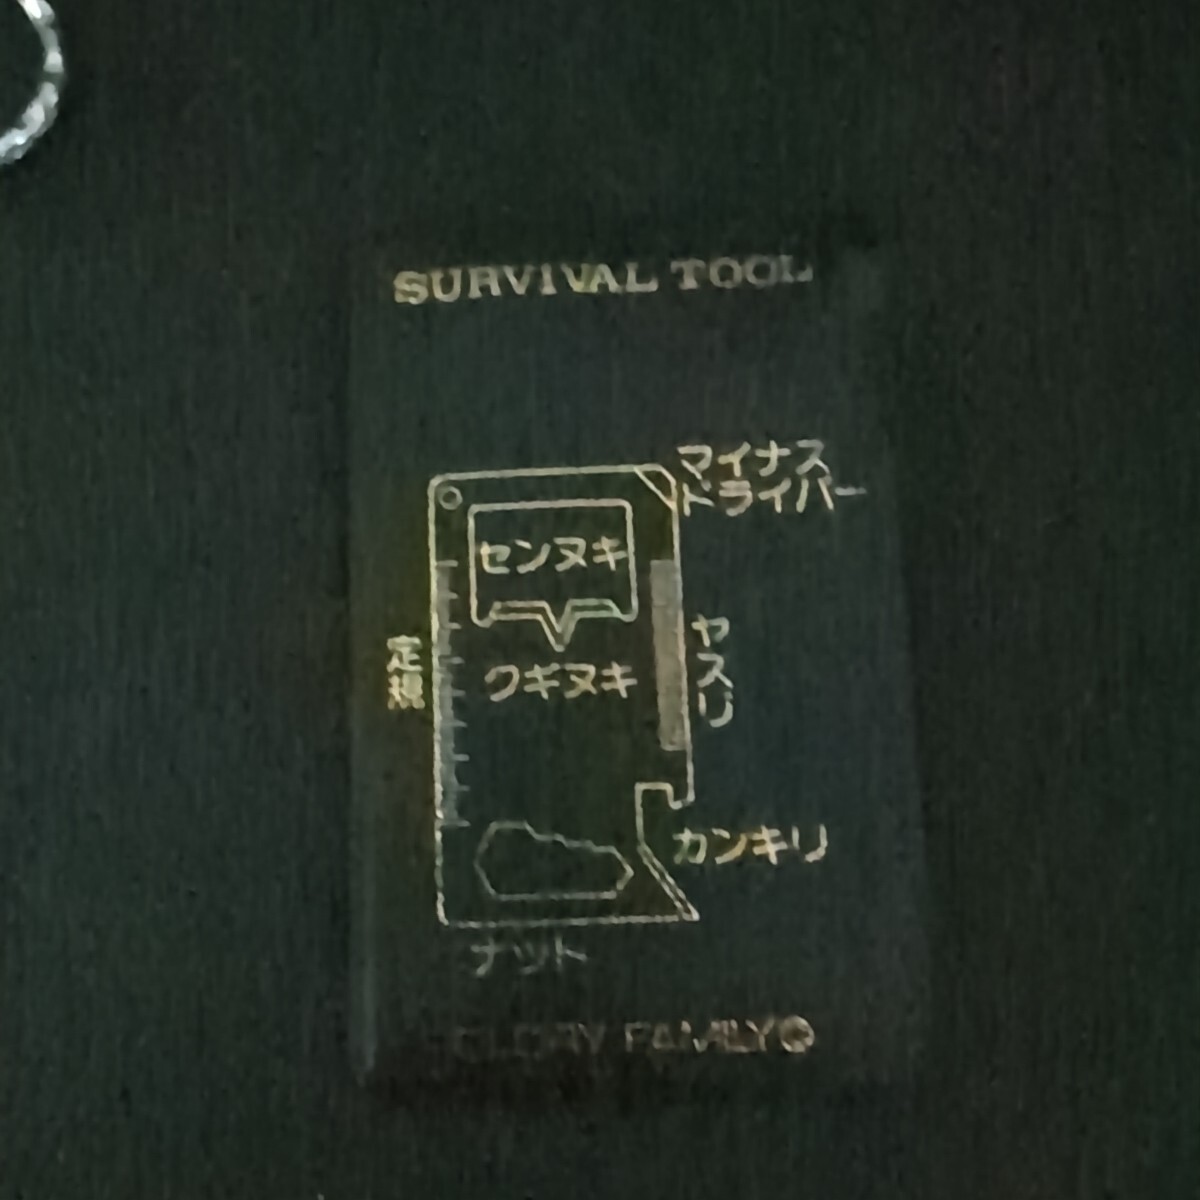 SURVIVAL TOOL
マイナス
ドライバー
センヌキ
クギヌキ
定規
ヤスリ
カンキリ
ナット
FAMILY®